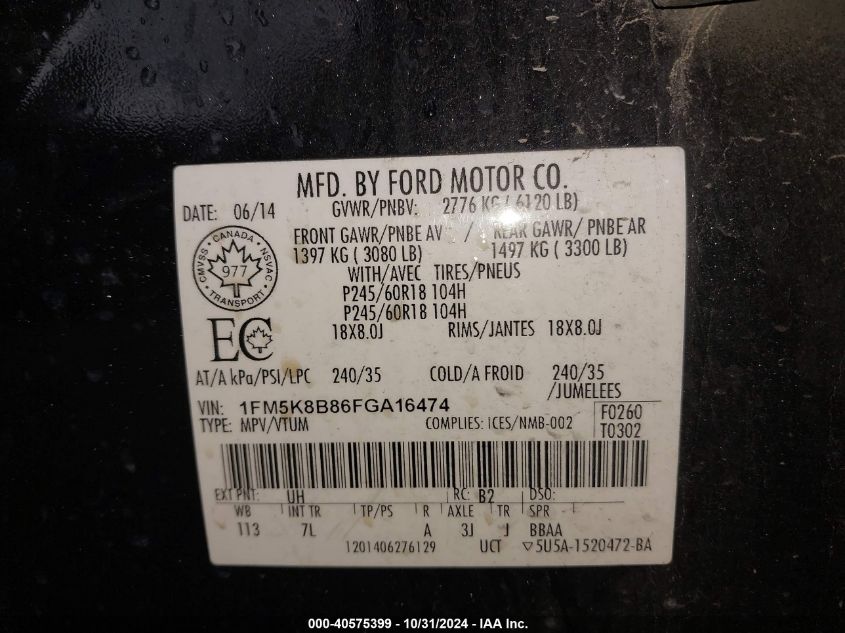 MFD. BY FORD MOTOR CO.
DATE: 06/14
GVWR/PNBV: 2776 KG ( 6120 LB)
FRONT GAWR/PNBE AV / REAR GAWR/ PNBE AR
1397 KG ( 3080 LB) 1497 KG ( 3300 LB)
WITH/AVEC TIRES/PNEUS
P245/60R18 104H
P245/60R18 104H
18X8.0J RIMS/JANTES 18X8.0J
CANADA
CMVSS NSVAC
977
TRANSPORT
EC
AT/A kPa/PSI/LPC 240/35 COLD/A FROID 240/35
/JUMELEES
VIN: 1FM5K8B86FGA16474
F0260
TYPE: MPV/VTUM COMPLIES: ICES/NMB-002
T0302
EXT PNT: UH RC: B2 DSO:
WB INT TR TP/PS R AXLE TR SPR
113 7L A 3J J BBAA
1201406276129 UCT ▽5U5A-1520472-BA
000-40575399 - 10/31/2024 - IAA Inc.